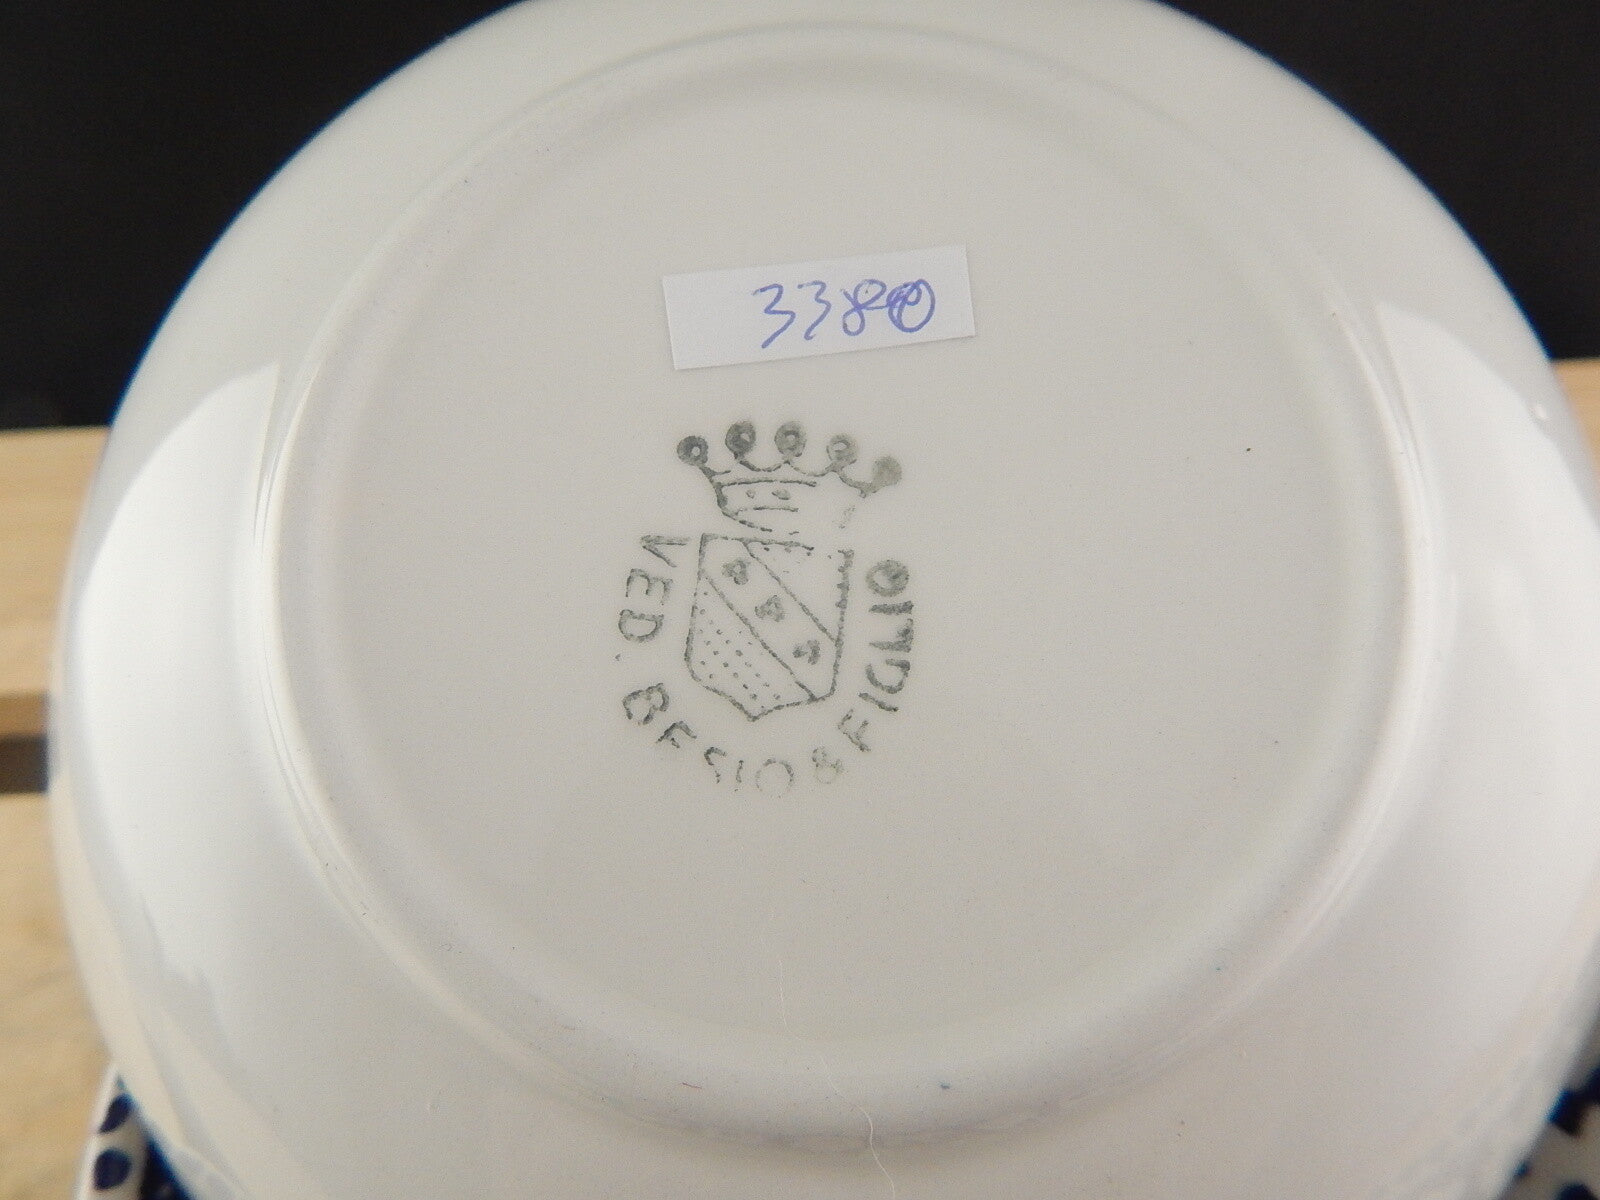 3380
VED. BESIO & FIGLIO